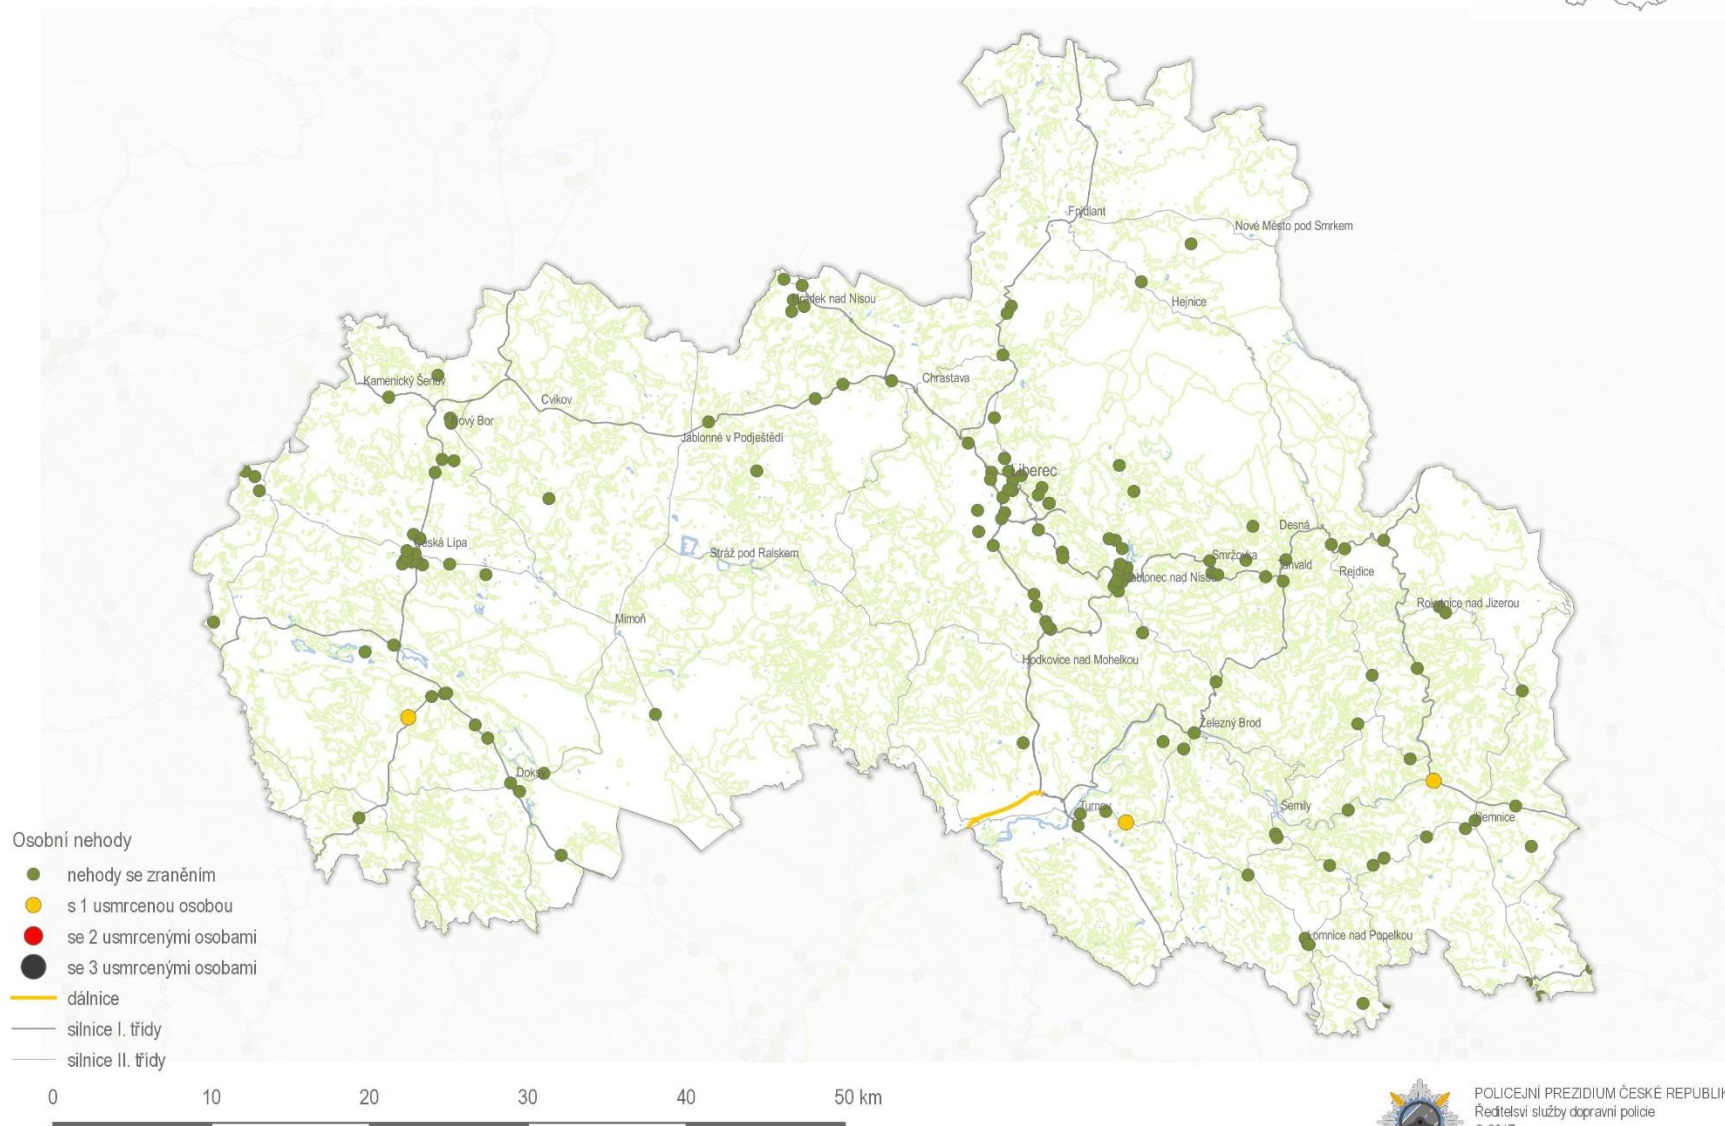 Frýdlant
Nové Město pod Smrkem
Hejnice
Hrádek nad Nisou
Chrastava
Kamenický Šenov
Cvikov
Nový Bor
Jablonné v Podještědí
Liberec
Česká Lípa
Stráž pod Ralskem
Desná
Smržovka
Tanvald
Rejdice
Jablonec nad Nisou
Rokytnice nad Jizerou
Mimoň
Hodkovice nad Mohelkou
Železný Brod
Doksy
Turnov
Semily
Jilemnice
Lomnice nad Popelkou
Osobní nehody
nehody se zraněním
s 1 usmrcenou osobou
se 2 usmrcenými osobami
se 3 usmrcenými osobami
dálnice
silnice I. třídy
silnice II. třídy
0 10 20 30 40 50 km
POLICEJNÍ PREZIDIUM ČESKÉ REPUBLIK
Ředitelsví služby dopravní policie